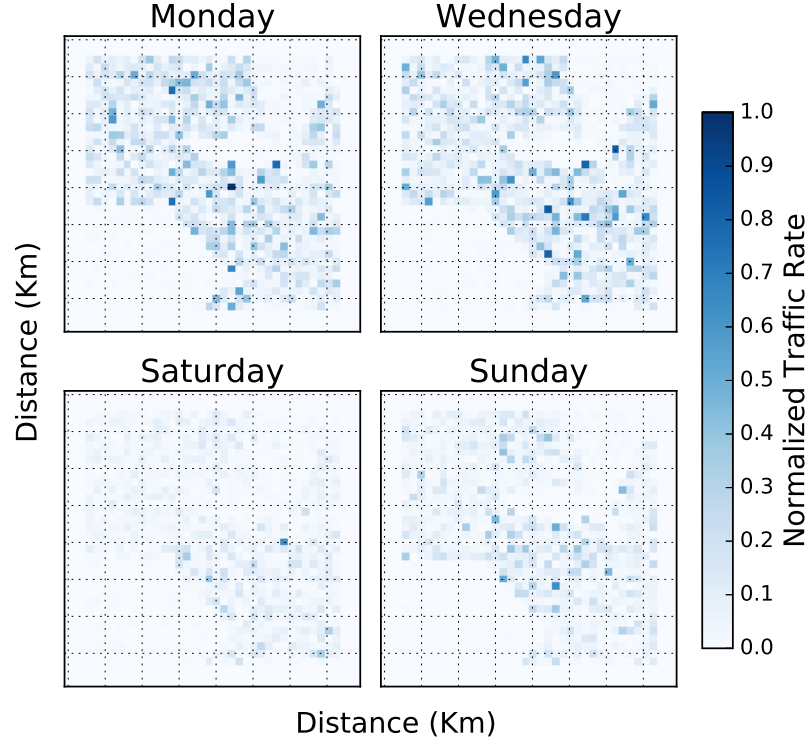 Monday
Wednesday
Saturday
Sunday
Distance (Km)
Distance (Km)
1.0
0.9
0.8
0.7
0.6
0.5
0.4
0.3
0.2
0.1
0.0
Normalized Traffic Rate